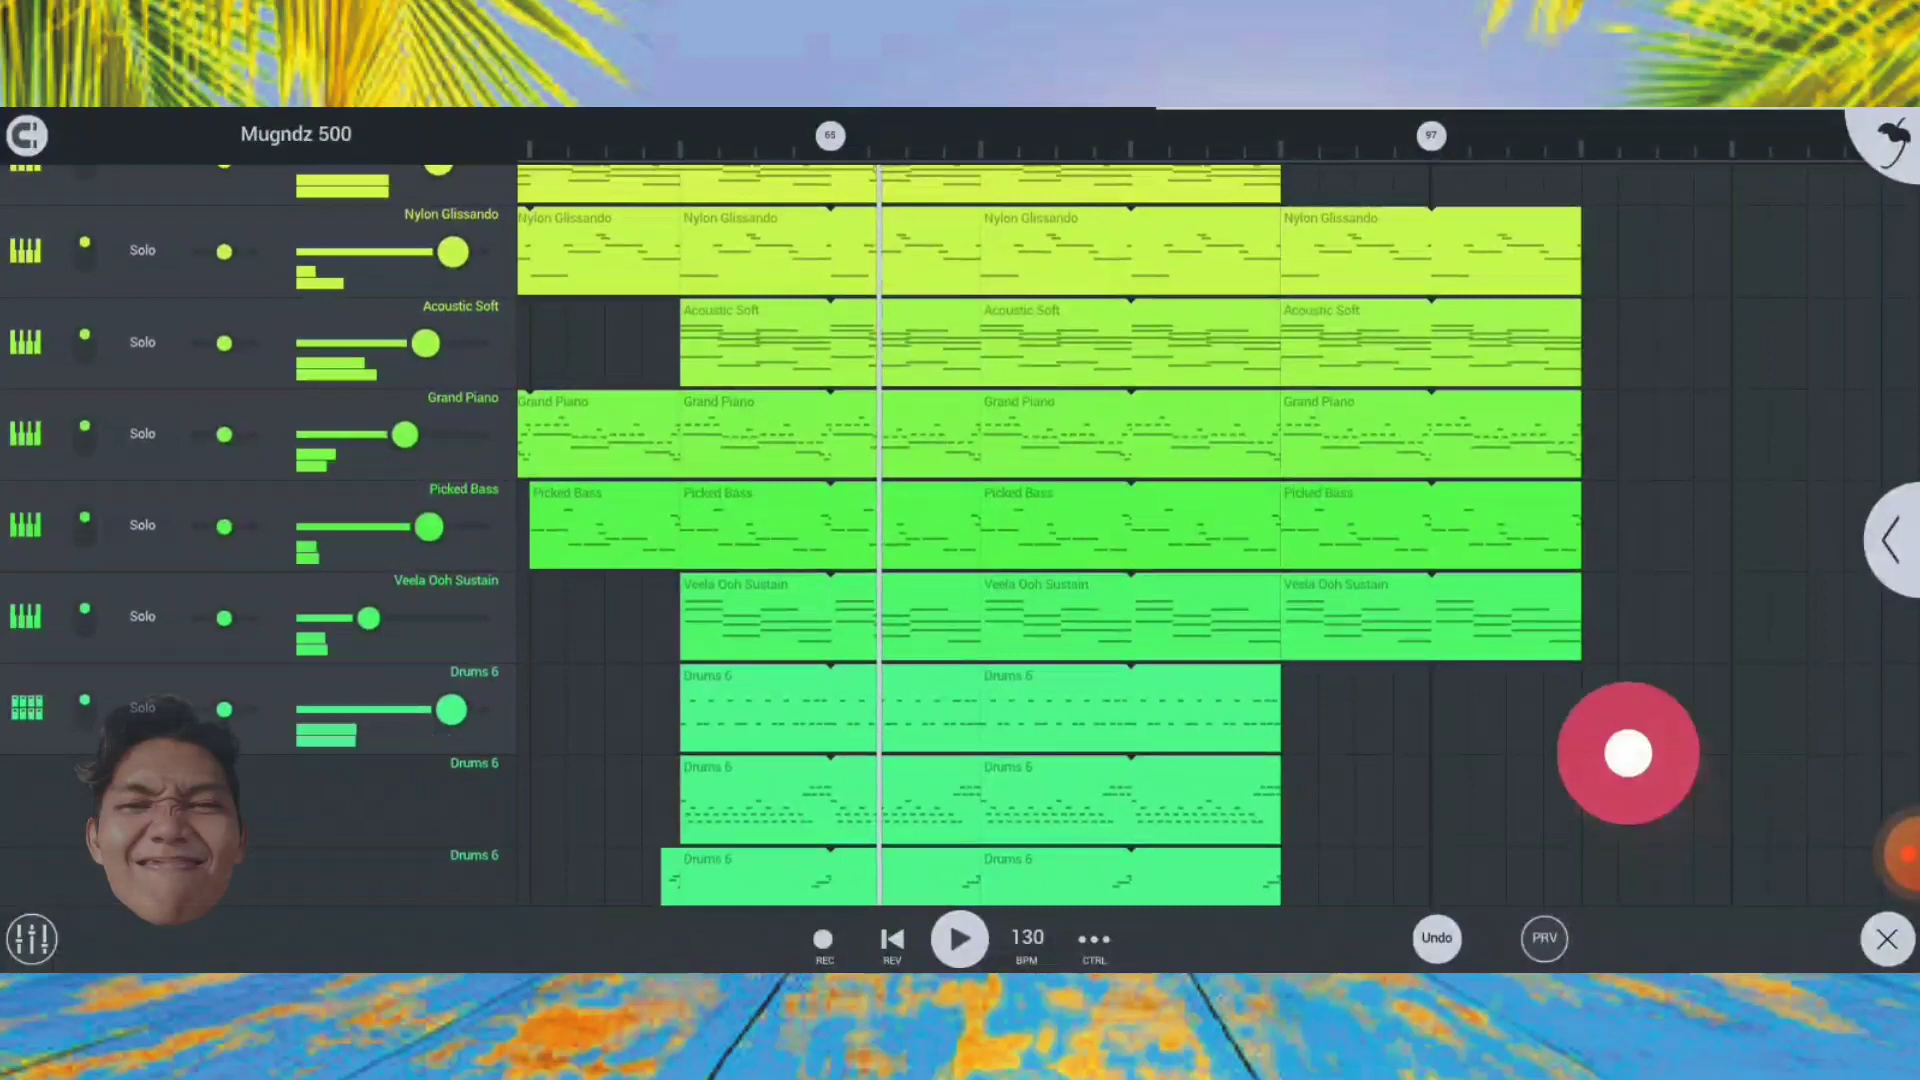 Mugndz 500
65
97
Nylon Glissando
Nylon Glissando
Nylon Glissando
Nylon Glissando
Nylon Glissando
Solo
Acoustic Soft
Acoustic Soft
Acoustic Soft
Acoustic Soft
Solo
Grand Piano
Grand Piano
Grand Piano
Grand Piano
Grand Piano
Solo
Picked Bass
Picked Bass
Picked Bass
Picked Bass
Picked Bass
Solo
Veela Ooh Sustain
Veela Ooh Sustain
Veela Ooh Sustain
Veela Ooh Sustain
Solo
Drums 6
Drums 6
Drums 6
Solo
Drums 6
Drums 6
Drums 6
Drums 6
Drums 6
Drums 6
REC
REV
130
BPM
CTRL
Undo
PRV